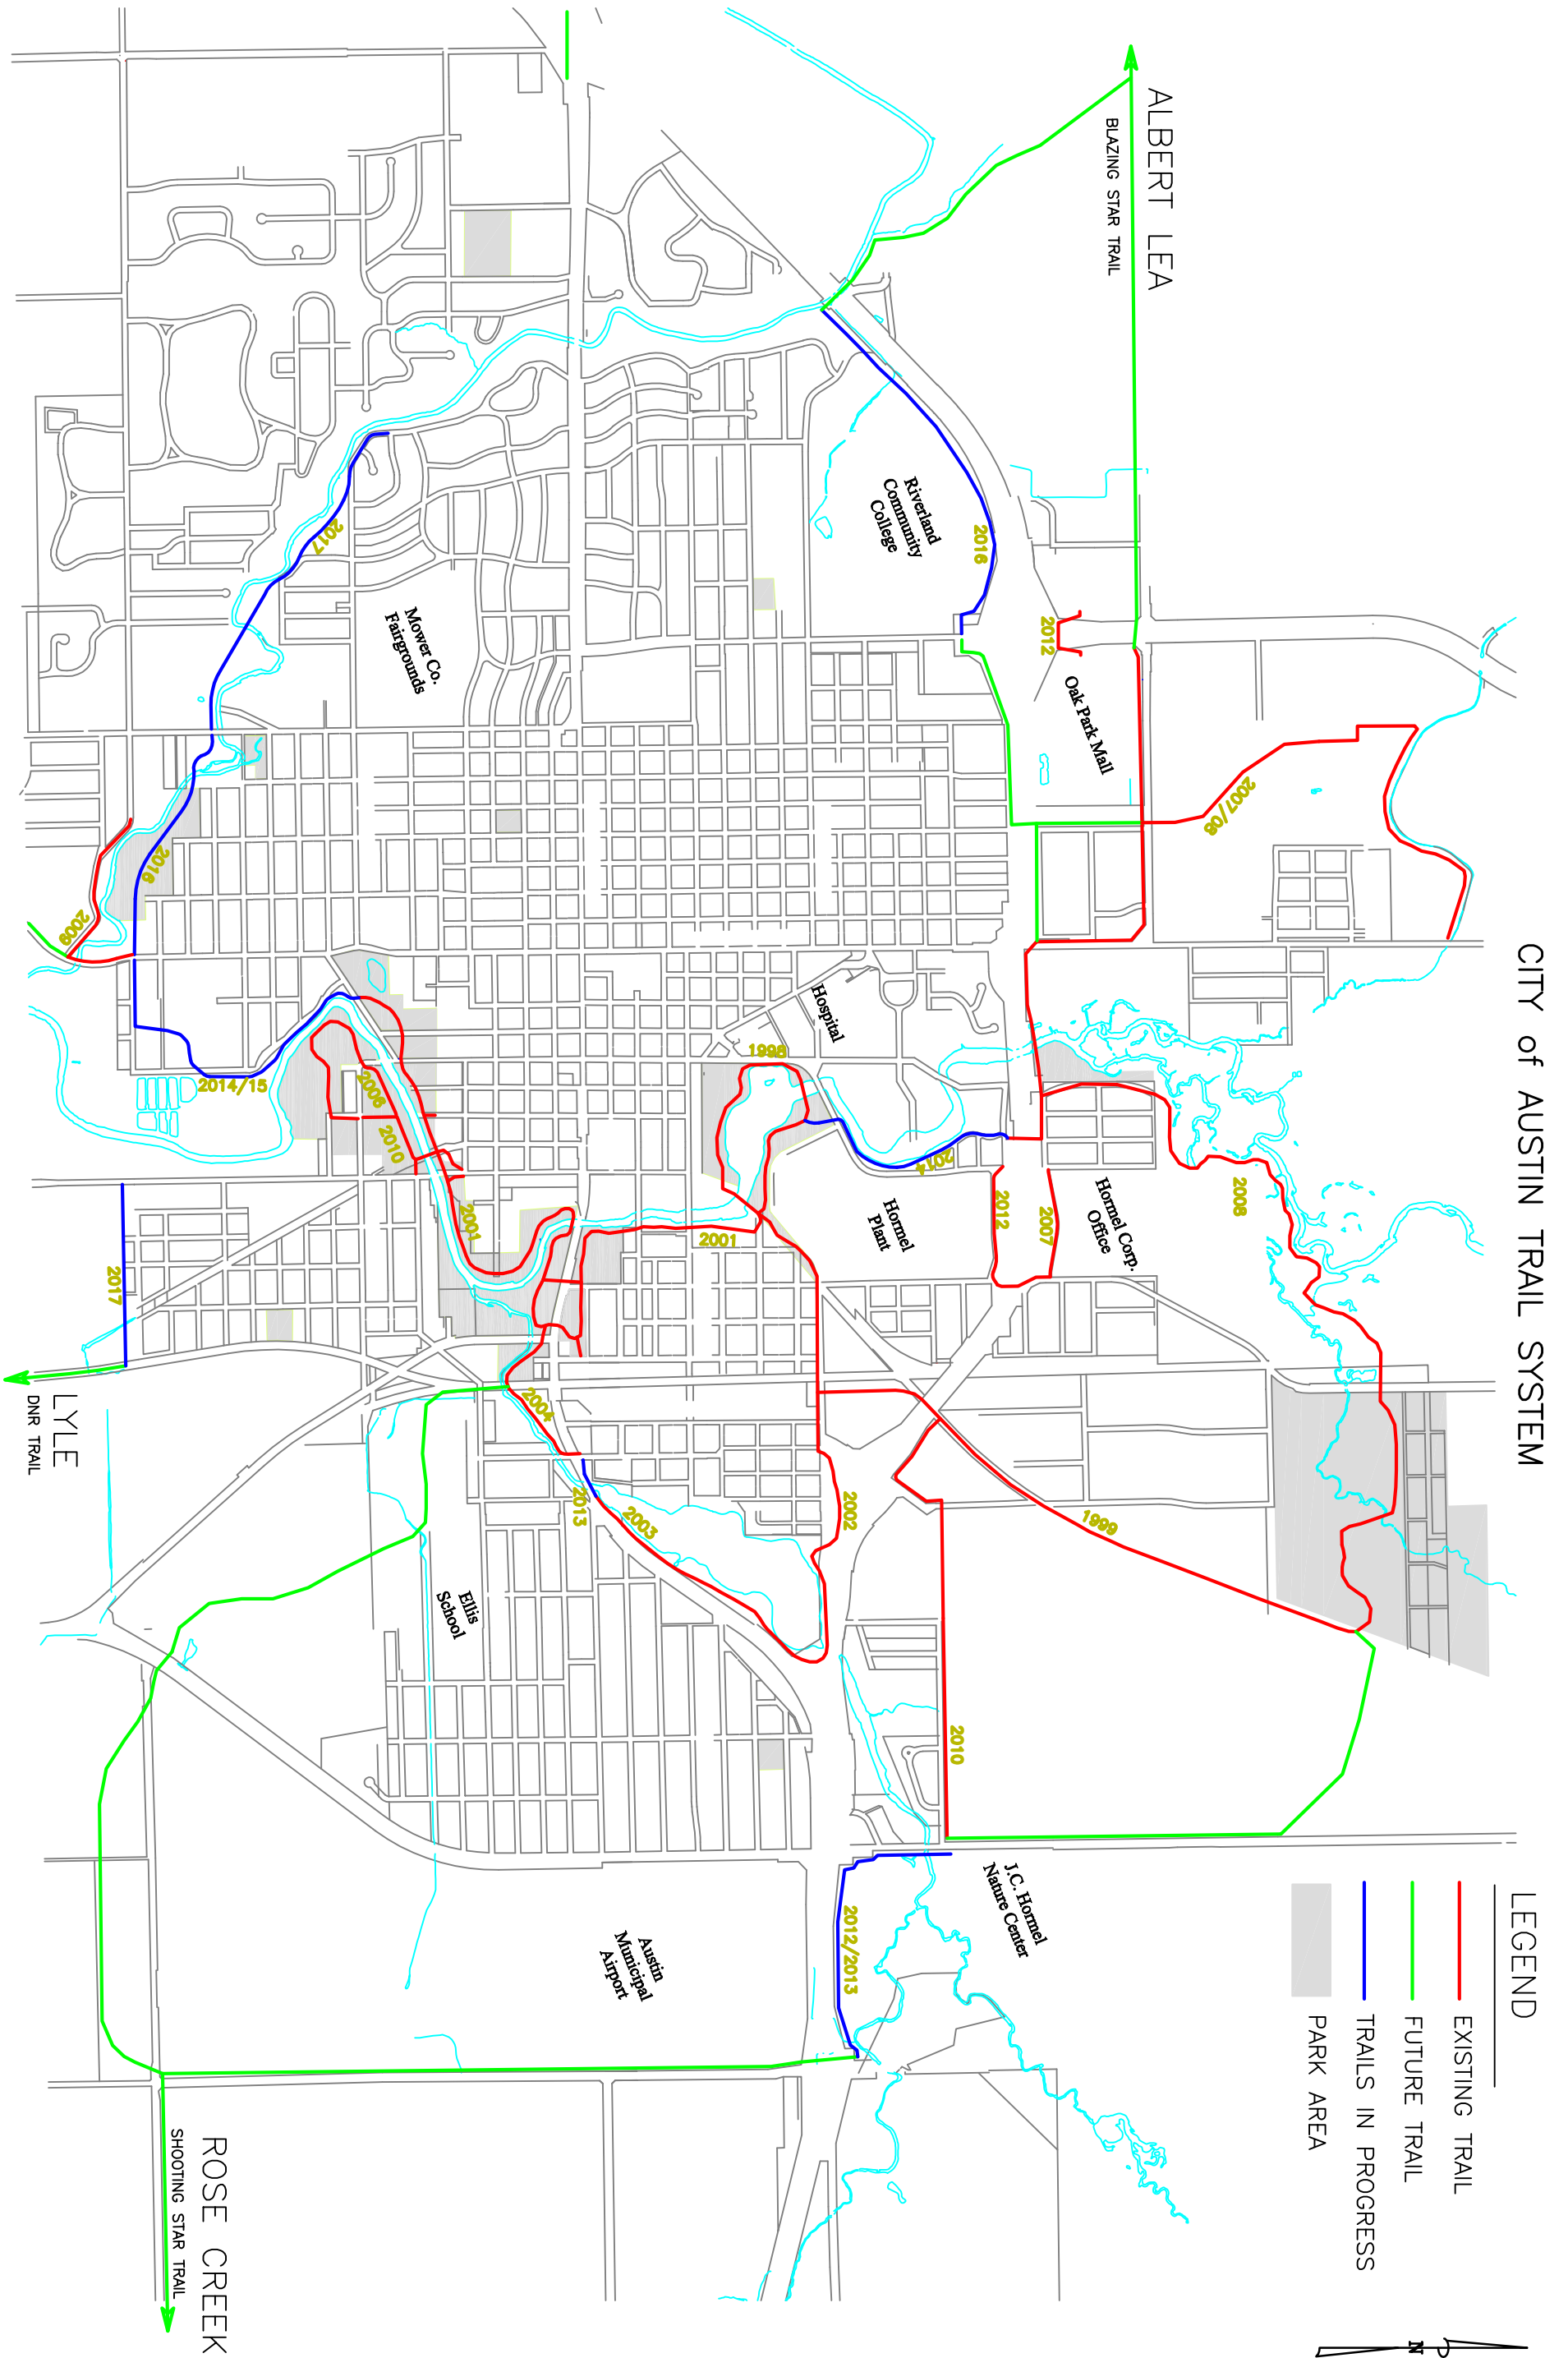 CITY of AUSTIN TRAIL SYSTEM
LEGEND
EXISTING TRAIL
FUTURE TRAIL
TRAILS IN PROGRESS
PARK AREA
N
ALBERT LEA
BLAZING STAR TRAIL
2007/08
2012
Oak Park Mall
2016
Riverland
Community
College
2008
Hormel Corp.
Office
2007
2012
1999
2014
Hormel
Plant
Hospital
1998
2001
2002
2010
J.C. Hormel
Nature Center
2012/2013
2003
2013
2004
Austin
Municipal
Airport
Ellis
School
2001
2010
2006
Mower Co.
Fairgrounds
2017
2016
2009
2014/15
2017
LYLE
DNR TRAIL
ROSE CREEK
SHOOTING STAR TRAIL